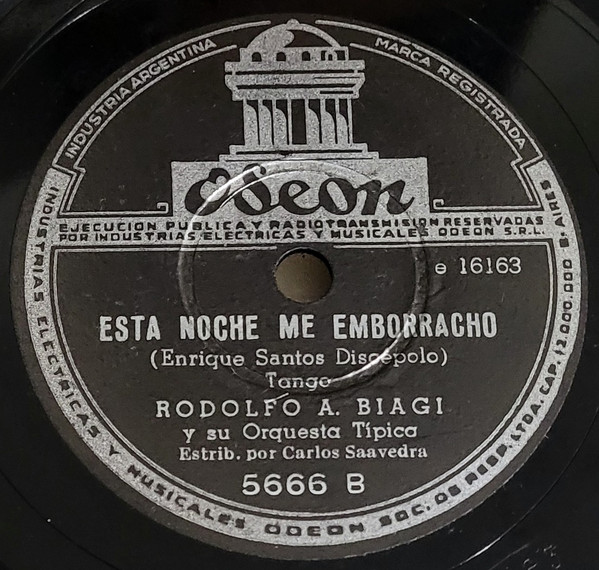 INDUSTRIA ARGENTINA
MARCA REGISTRADA
Odeon
EJECUCION PUBLICA Y RADIOTRANSMISION RESERVADAS
POR INDUSTRIAS ELECTRICAS Y MUSICALES ODEON S.R.L.
e 16163
ESTA NOCHE ME EMBORRACHO
(Enrique Santos Discépolo)
Tango
RODOLFO A. BIAGI
y su Orquesta Típica
Estrib. por Carlos Saavedra
5666 B
INDUSTRIAS ELECTRICAS Y MUSICALES ODEON SOC. DE RESP. LTDA. CAP. 12.000.000 B. AIRES